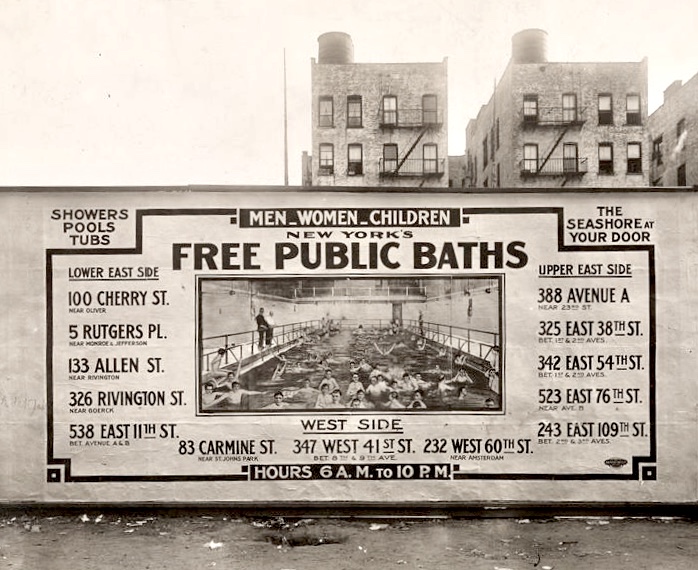 SHOWERS
POOLS
TUBS
MEN_WOMEN_CHILDREN
NEW YORK'S
FREE PUBLIC BATHS
THE
SEASHORE AT
YOUR DOOR
LOWER EAST SIDE
100 CHERRY ST.
NEAR OLIVER
5 RUTGERS PL.
NEAR MONROE & JEFFERSON
133 ALLEN ST.
NEAR RIVINGTON
326 RIVINGTON ST.
NEAR GOERCK
538 EAST 11TH ST.
BET. AVENUE A & B
UPPER EAST SIDE
388 AVENUE A
NEAR 23RD ST.
325 EAST 38TH ST.
BET. 1ST & 2ND AVES.
342 EAST 54TH ST.
BET. 1ST & 2ND AVES.
523 EAST 76TH ST.
NEAR AVE. B
243 EAST 109TH ST.
BET. 2ND & 3RD AVES.
WEST SIDE
83 CARMINE ST. 347 WEST 41ST ST. 232 WEST 60TH ST.
NEAR ST. JOHNS PARK BET. 8TH & 9TH AVE. NEAR AMSTERDAM
HOURS 6 A.M. TO 10 P.M.